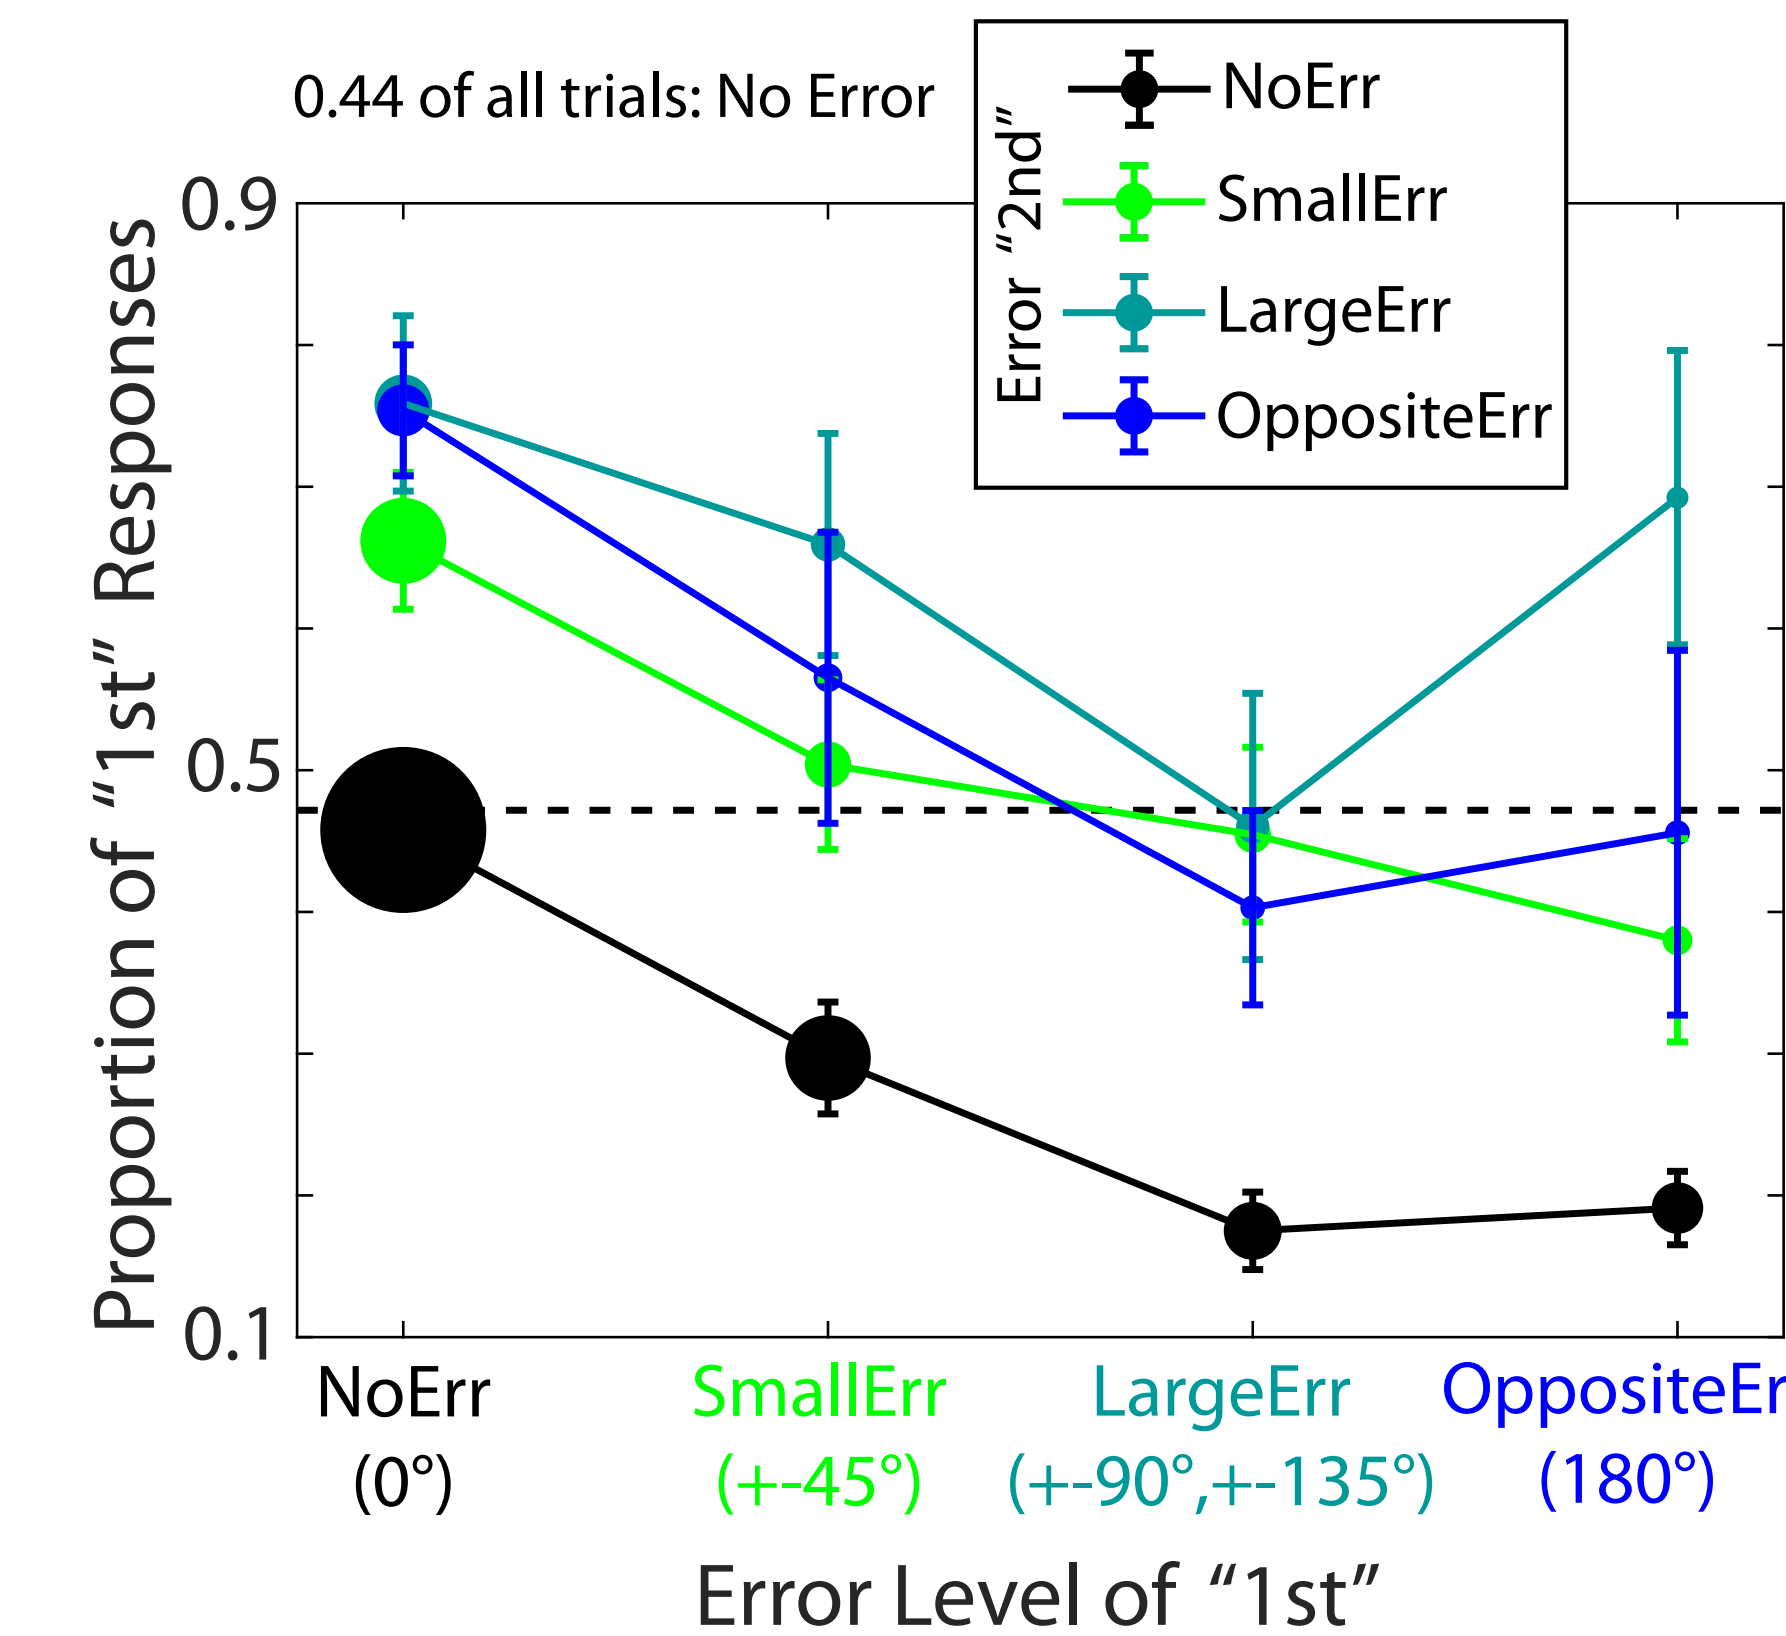 0.44 of all trials: No Error
Error “2nd”
NoErr
SmallErr
LargeErr
OppositeErr
Proportion of “1st” Responses
0.9
0.5
0.1
NoErr SmallErr LargeErr OppositeEr
(0°) (+-45°) (+-90°,+-135°) (180°)
Error Level of “1st”